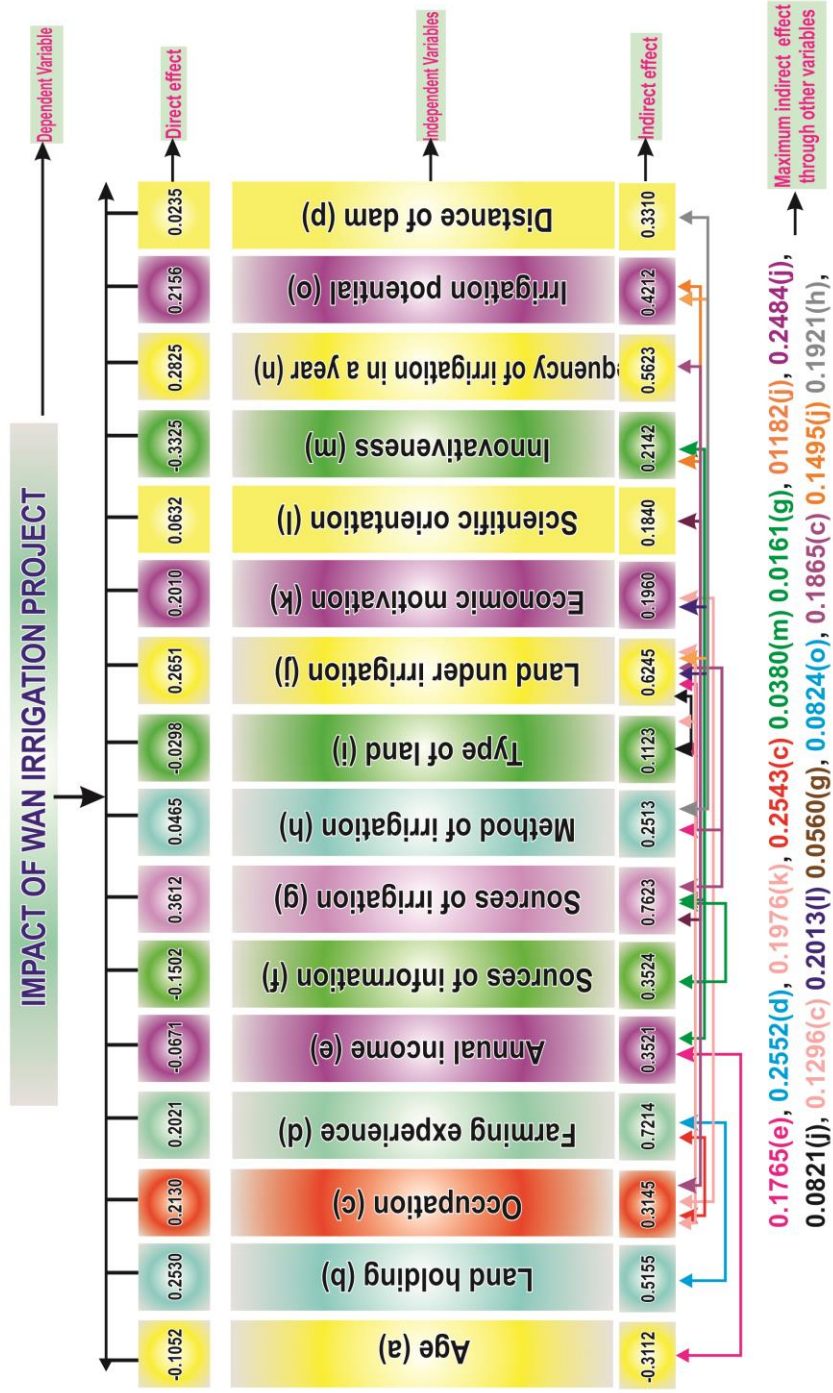 IMPACT OF WAN IRRIGATION PROJECT
Dependent Variable
-0.1052 0.2530 0.2130 0.2021 -0.0671 -0.1502 0.3612 0.0465 -0.0298 0.2651 0.2010 0.0632 -0.3325 0.2825 0.2156 0.0235
Direct effect
Age (a)
Land holding (b)
Occupation (c)
Farming experience (d)
Annual income (e)
Sources of information (f)
Sources of irrigation (g)
Method of irrigation (h)
Type of land (i)
Land under irrigation (j)
Economic motivation (k)
Scientific orientation (l)
Innovativeness (m)
equency of irrigation in a year (n)
Irrigation potential (o)
Distance of dam (p)
Independent Variables
-0.3112 0.5155 0.3145 0.7214 0.3521 0.3524 0.7623 0.2513 0.1123 0.6245 0.1960 0.1840 0.2142 0.5623 0.4212 0.3310
Indirect effect
0.1765(e), 0.2552(d), 0.1976(k), 0.2543(c) 0.0380(m) 0.0161(g), 01182(j), 0.2484(j),
0.0821(j), 0.1296(c) 0.2013(l) 0.0560(g), 0.0824(o), 0.1865(c) 0.1495(j) 0.1921(h),
Maximum indirect effect
through other variables